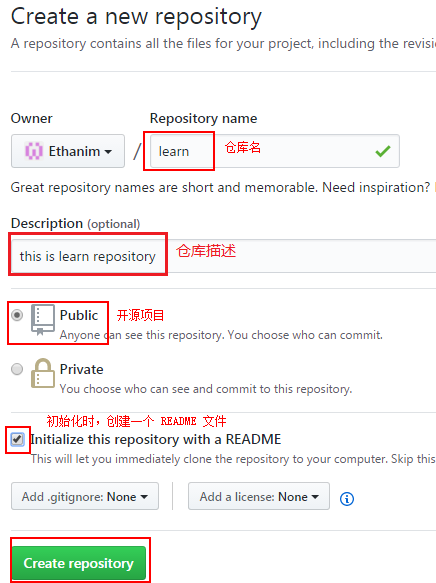 Create a new repository
A repository contains all the files for your project, including the revisi
Owner
Repository name
Ethanim
/
learn
仓库名
Great repository names are short and memorable. Need inspiration?
Description (optional)
this is learn repository
仓库描述
Public
开源项目
Anyone can see this repository. You choose who can commit.
Private
You choose who can see and commit to this repository.
初始化时，创建一个 README 文件
Initialize this repository with a README
This will let you immediately clone the repository to your computer. Skip this
Add .gitignore: None
Add a license: None
Create repository